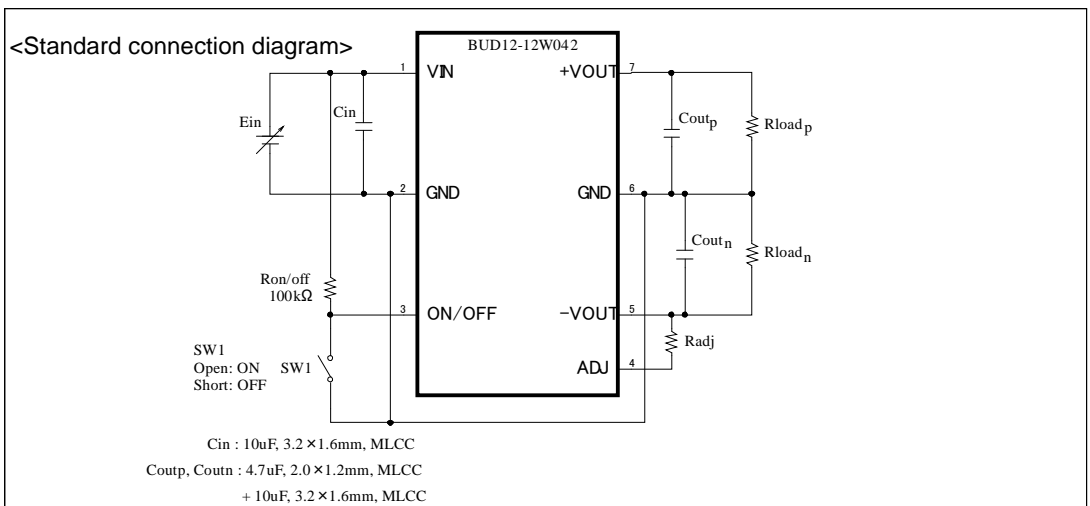 <Standard connection diagram>
BUD12-12W042
1 VIN
+VOUT 7
Ein
Cin
Coutp
Rloadp
2 GND
GND 6
Coutn
Rloadn
Ron/off
100kΩ
3 ON/OFF
-VOUT 5
Radj
SW1
Open: ON
Short: OFF
SW1
ADJ 4
Cin : 10uF, 3.2×1.6mm, MLCC
Coutp, Coutn : 4.7uF, 2.0×1.2mm, MLCC
+ 10uF, 3.2×1.6mm, MLCC